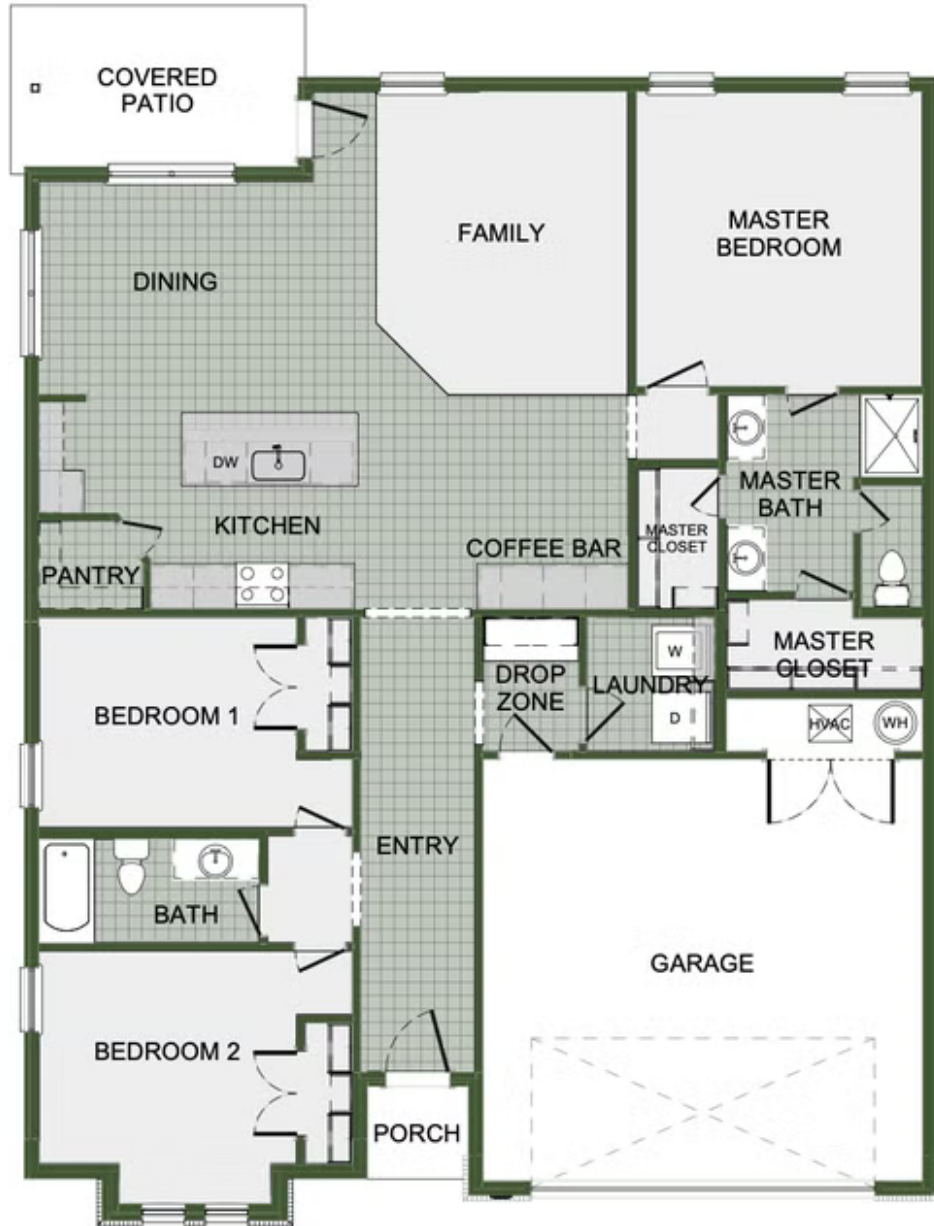 COVERED
PATIO
FAMILY
MASTER
BEDROOM
DINING
DW
KITCHEN
COFFEE BAR
MASTER
BATH
MASTER
CLOSET
PANTRY
MASTER
CLOSET
BEDROOM 1
DROP
ZONE
LAUNDRY
W
D
HVAC
WH
ENTRY
BATH
GARAGE
BEDROOM 2
PORCH